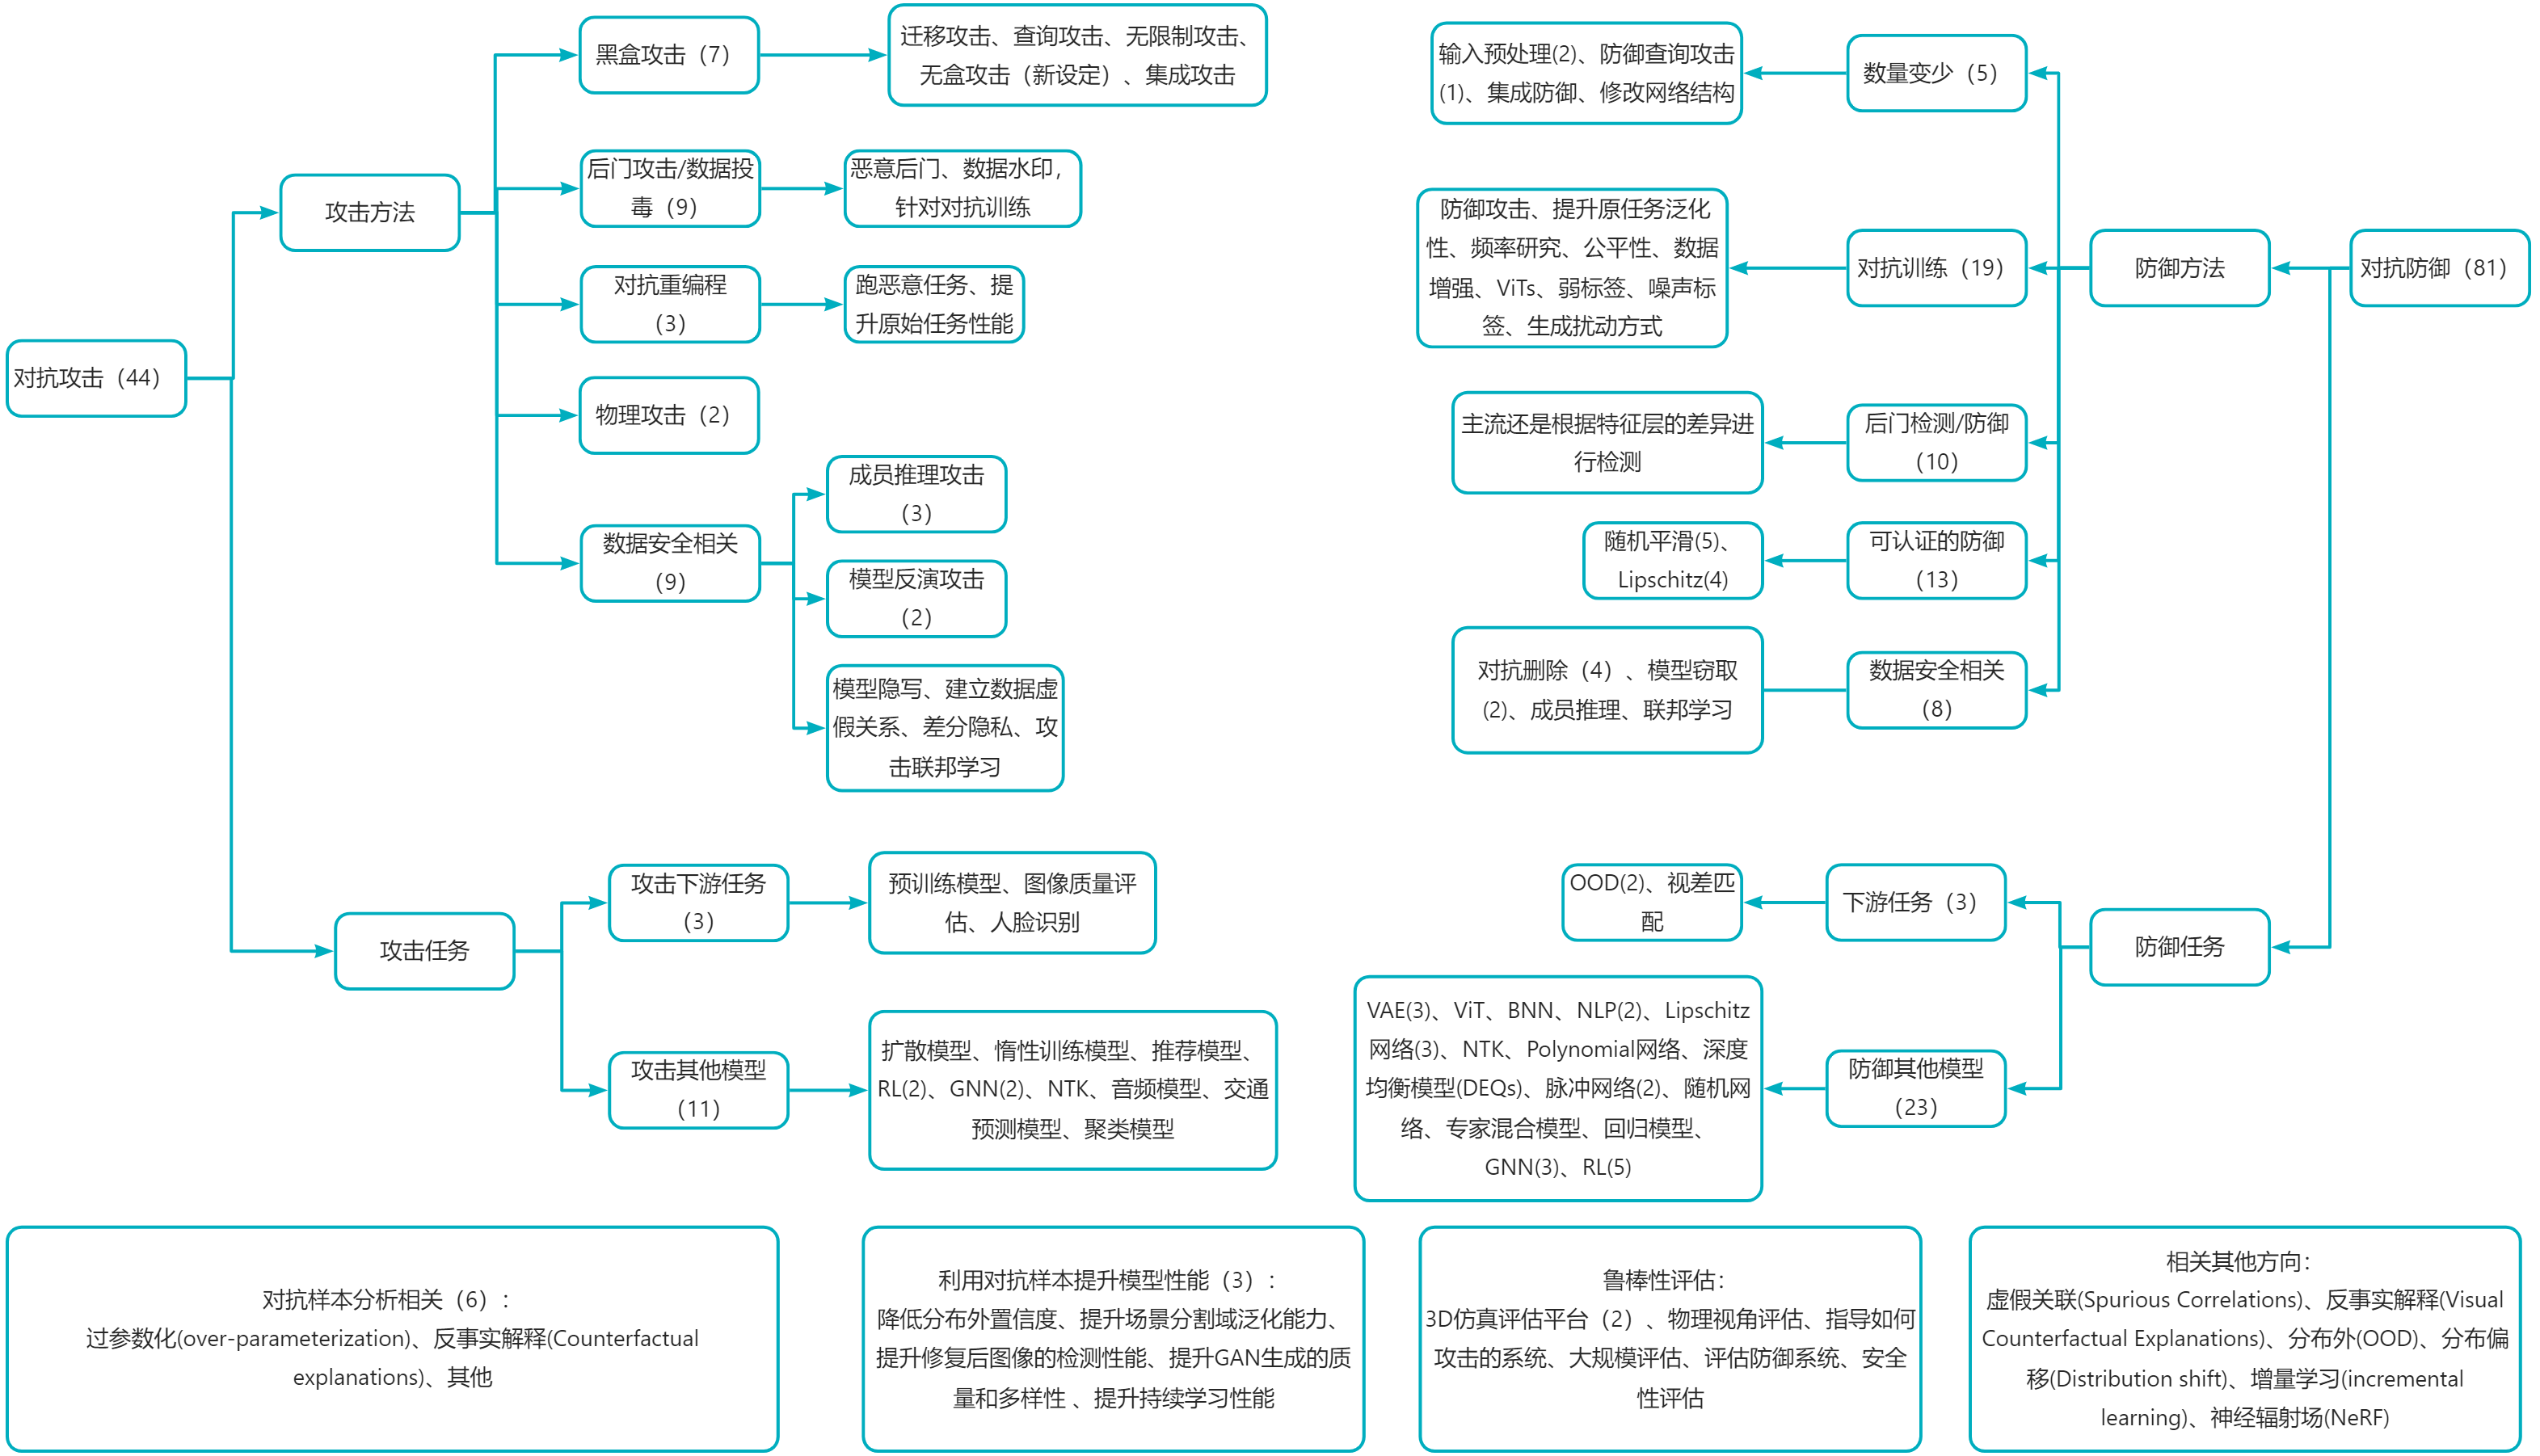 对抗攻击（44）
攻击方法
黑盒攻击（7）
迁移攻击、查询攻击、无限制攻击、
无盒攻击（新设定）、集成攻击
后门攻击/数据投
毒（9）
恶意后门、数据水印，
针对对抗训练
对抗重编程
（3）
跑恶意任务、提
升原始任务性能
物理攻击（2）
数据安全相关
（9）
成员推理攻击
（3）
模型反演攻击
（2）
模型隐写、建立数据虚
假关系、差分隐私、攻
击联邦学习
攻击任务
攻击下游任务
（3）
预训练模型、图像质量评
估、人脸识别
攻击其他模型
（11）
扩散模型、惰性训练模型、推荐模型、
RL(2)、GNN(2)、NTK、音频模型、交通
预测模型、聚类模型
对抗防御（81）
防御方法
数量变少（5）
输入预处理(2)、防御查询攻击
(1)、集成防御、修改网络结构
对抗训练（19）
防御攻击、提升原任务泛化
性、频率研究、公平性、数据
增强、ViTs、弱标签、噪声标
签、生成扰动方式
后门检测/防御
（10）
主流还是根据特征层的差异进
行检测
可认证的防御
（13）
随机平滑(5)、
Lipschitz(4)
数据安全相关
（8）
对抗删除（4）、模型窃取
(2)、成员推理、联邦学习
防御任务
下游任务（3）
OOD(2)、视差匹
配
防御其他模型
（23）
VAE(3)、ViT、BNN、NLP(2)、Lipschitz
网络(3)、NTK、Polynomial网络、深度
均衡模型(DEQs)、脉冲网络(2)、随机网
络、专家混合模型、回归模型、
GNN(3)、RL(5)
对抗样本分析相关（6）：
过参数化(over-parameterization)、反事实解释(Counterfactual
explanations)、其他
利用对抗样本提升模型性能（3）：
降低分布外置信度、提升场景分割域泛化能力、
提升修复后图像的检测性能、提升GAN生成的质
量和多样性 、提升持续学习性能
鲁棒性评估：
3D仿真评估平台（2）、物理视角评估、指导如何
攻击的系统、大规模评估、评估防御系统、安全
性评估
相关其他方向：
虚假关联(Spurious Correlations)、反事实解释(Visual
Counterfactual Explanations)、分布外(OOD)、分布偏
移(Distribution shift)、增量学习(incremental
learning)、神经辐射场(NeRF)